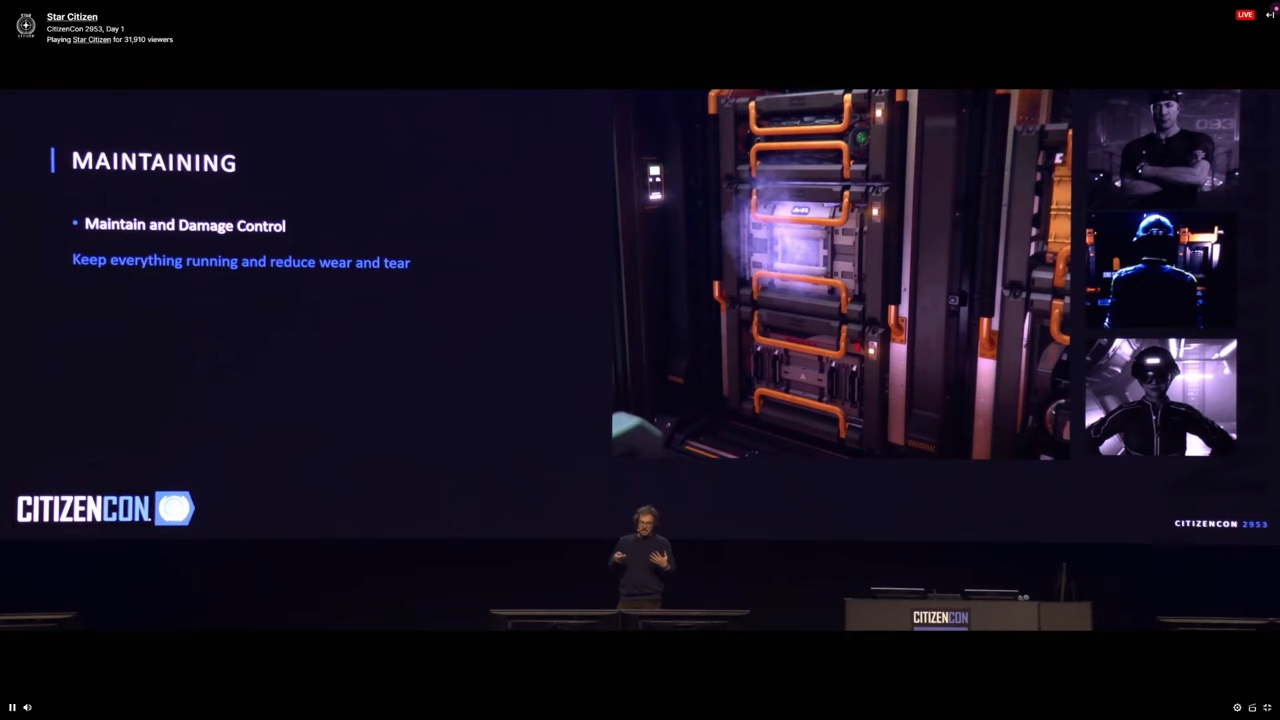 Star Citizen
CitizenCon 2953, Day 1
Playing Star Citizen for 31,910 viewers
LIVE
MAINTAINING
• Maintain and Damage Control
Keep everything running and reduce wear and tear
093
CITIZENCON
CITIZENCON 2953
CITIZENCON